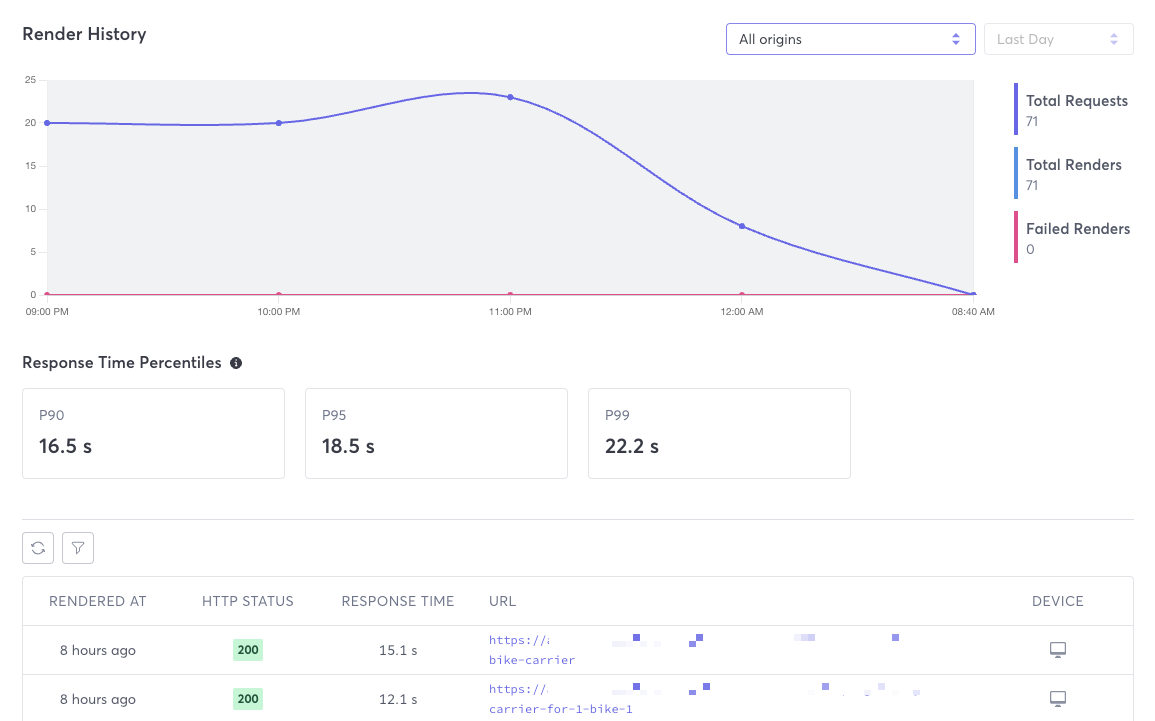 Render History
All origins
Last Day
25
20
15
10
5
0
09:00 PM
10:00 PM
11:00 PM
12:00 AM
08:40 AM
Total Requests
71
Total Renders
71
Failed Renders
0
Response Time Percentiles
P90
16.5 s
P95
18.5 s
P99
22.2 s
RENDERED AT HTTP STATUS RESPONSE TIME URL DEVICE
8 hours ago 200 15.1 s https://
bike-carrier
8 hours ago 200 12.1 s https://
carrier-for-1-bike-1